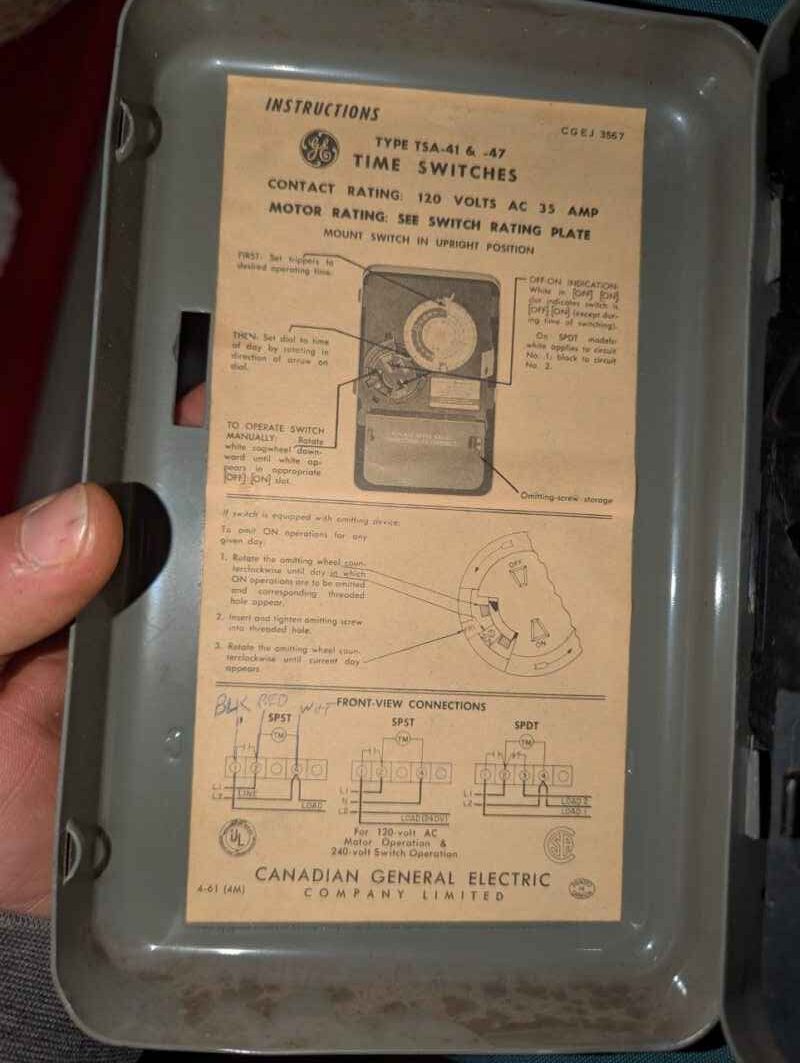 INSTRUCTIONS
CGEJ 3567
GE
TYPE TSA-41 & -47
TIME SWITCHES
CONTACT RATING: 120 VOLTS AC 35 AMP
MOTOR RATING: SEE SWITCH RATING PLATE
MOUNT SWITCH IN UPRIGHT POSITION
FIRST: Set trippers to
desired operating time.
THEN: Set dial to time
of day by rotating in
direction of arrow on
dial.
TO OPERATE SWITCH
MANUALLY: Rotate
white cogwheel down-
ward until white ap-
pears in appropriate
[OFF] [ON] slot.
OFF-ON INDICATION:
White in [OFF] [ON]
slot indicates switch is
[OFF] [ON] (except dur-
ing time of switching).
On SPDT models:
white applies to circuit
No. 1; black to circuit
No. 2.
Omitting-screw storage
If switch is equipped with omitting device:
To omit ON operations for any
given day:
1. Rotate the omitting wheel coun-
terclockwise until day in which
ON operations are to be omitted
and corresponding threaded
hole appear.
2. Insert and tighten omitting screw
into threaded hole.
3. Rotate the omitting wheel coun-
terclockwise until current day
appears.
OFF
ON
BLK RED WHT
FRONT-VIEW CONNECTIONS
SPST
TM
L1
L2
LINE
LOAD
SPST
TM
L1
N
L2
LOAD(240V)
For 120-volt AC
Motor Operation &
240-volt Switch Operation
SPDT
TM
L1
L2
LOAD 2
LOAD 1
UL
CANADIAN GENERAL ELECTRIC
COMPANY LIMITED
4-61 (4M)